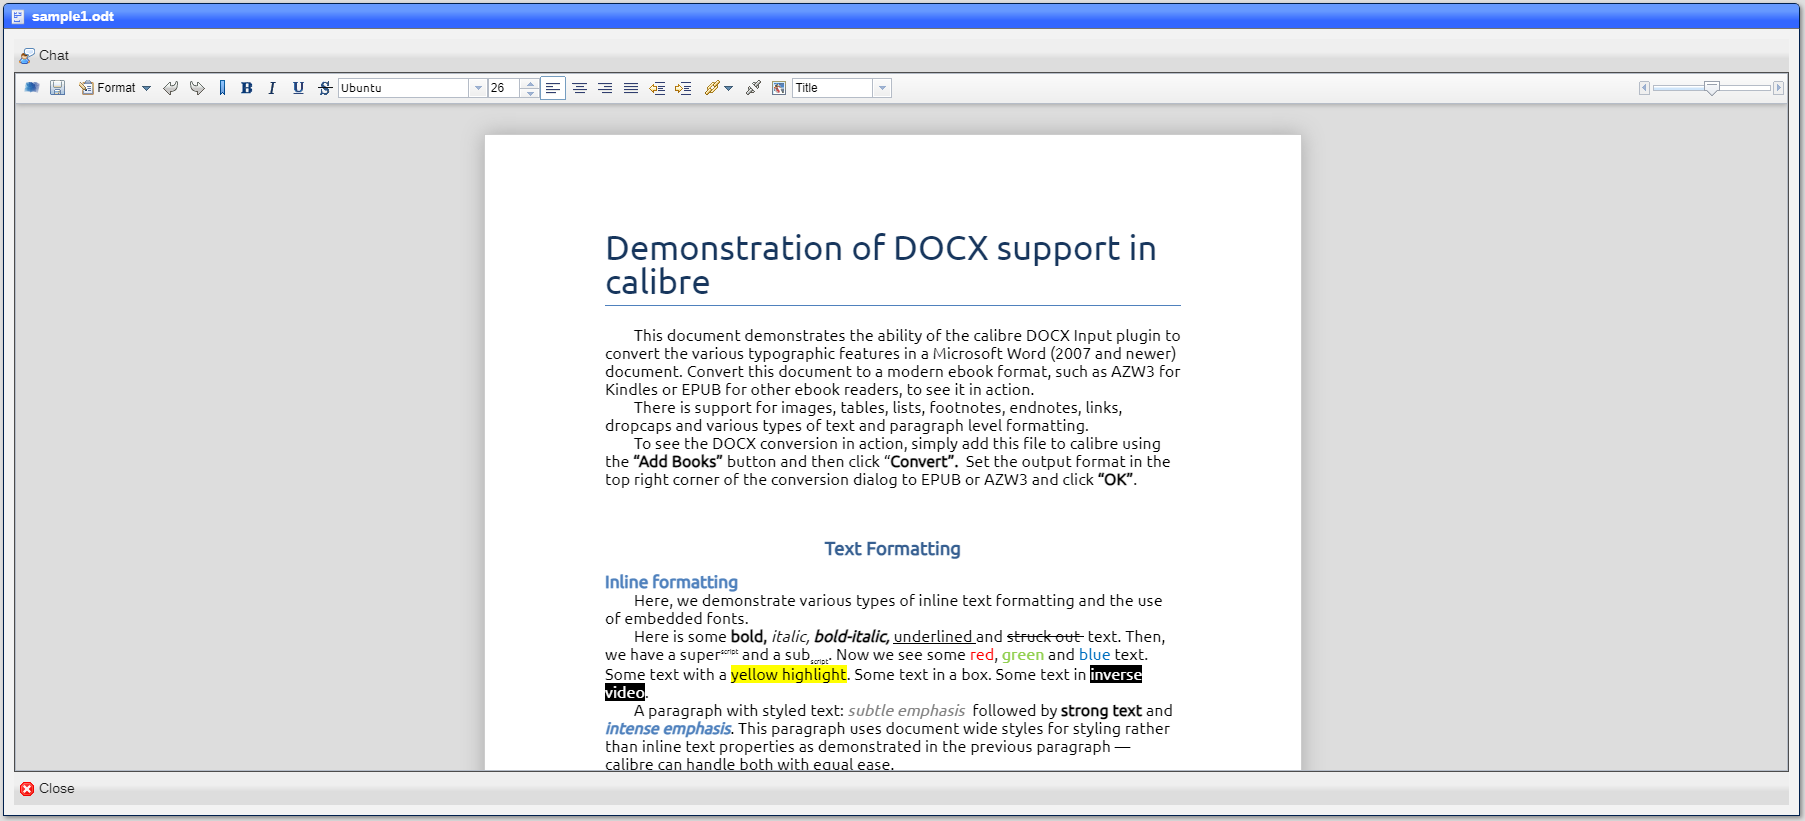 sample1.odt
Chat
Format B I U S Ubuntu 26 Title
Demonstration of DOCX support in
calibre
This document demonstrates the ability of the calibre DOCX Input plugin to
convert the various typographic features in a Microsoft Word (2007 and newer)
document. Convert this document to a modern ebook format, such as AZW3 for
Kindles or EPUB for other ebook readers, to see it in action.
There is support for images, tables, lists, footnotes, endnotes, links,
dropcaps and various types of text and paragraph level formatting.
To see the DOCX conversion in action, simply add this file to calibre using
the “Add Books” button and then click “Convert”. Set the output format in the
top right corner of the conversion dialog to EPUB or AZW3 and click “OK”.
Text Formatting
Inline formatting
Here, we demonstrate various types of inline text formatting and the use
of embedded fonts.
Here is some bold, italic, bold-italic, underlined and struck out text. Then,
we have a superscript and a subscript. Now we see some red, green and blue text.
Some text with a yellow highlight. Some text in a box. Some text in inverse
video.
A paragraph with styled text: subtle emphasis followed by strong text and
intense emphasis. This paragraph uses document wide styles for styling rather
than inline text properties as demonstrated in the previous paragraph —
calibre can handle both with equal ease.
Close